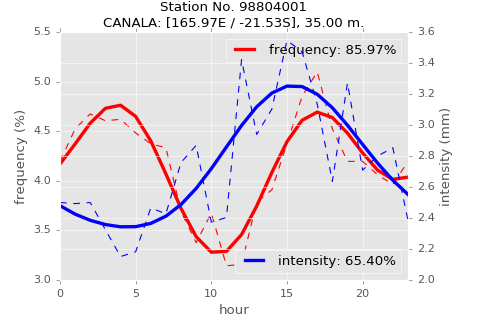 Station No. 98804001
CANALA: [165.97E / -21.53S], 35.00 m.
5.5
5.0
4.5
4.0
3.5
3.0
frequency (%)
frequency: 85.97%
intensity: 65.40%
3.6
3.4
3.2
3.0
2.8
2.6
2.4
2.2
2.0
intensity (mm)
0
5
10
15
20
hour